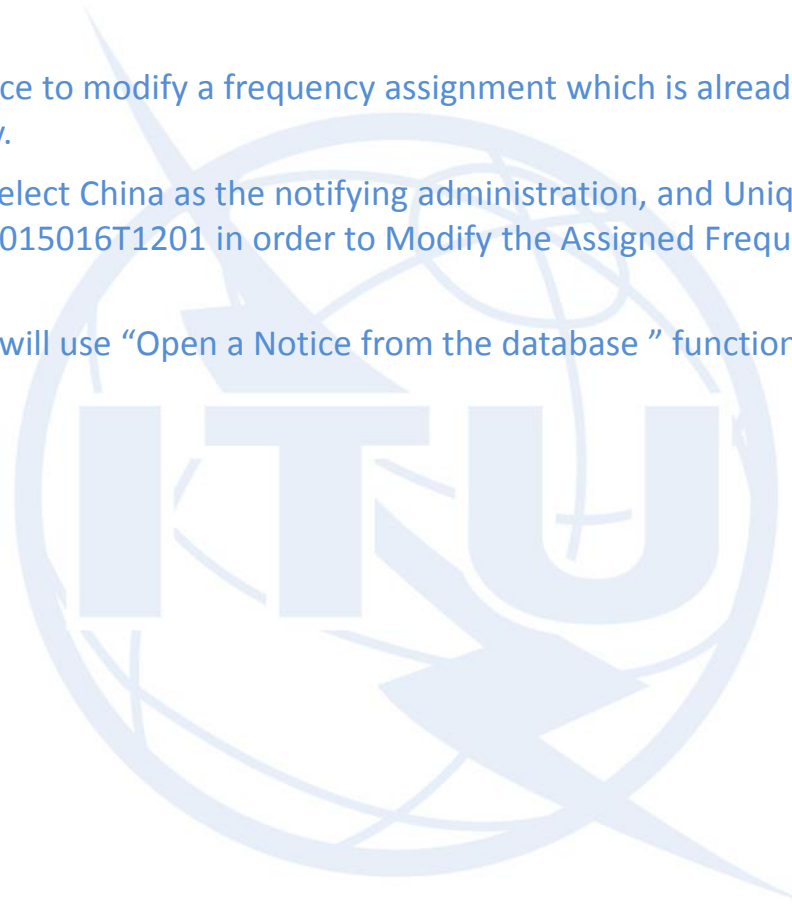 ce to modify a frequency assignment which is alread
y.
elect China as the notifying administration, and Uniq
015016T1201 in order to Modify the Assigned Frequ
will use “Open a Notice from the database ” function
ITU